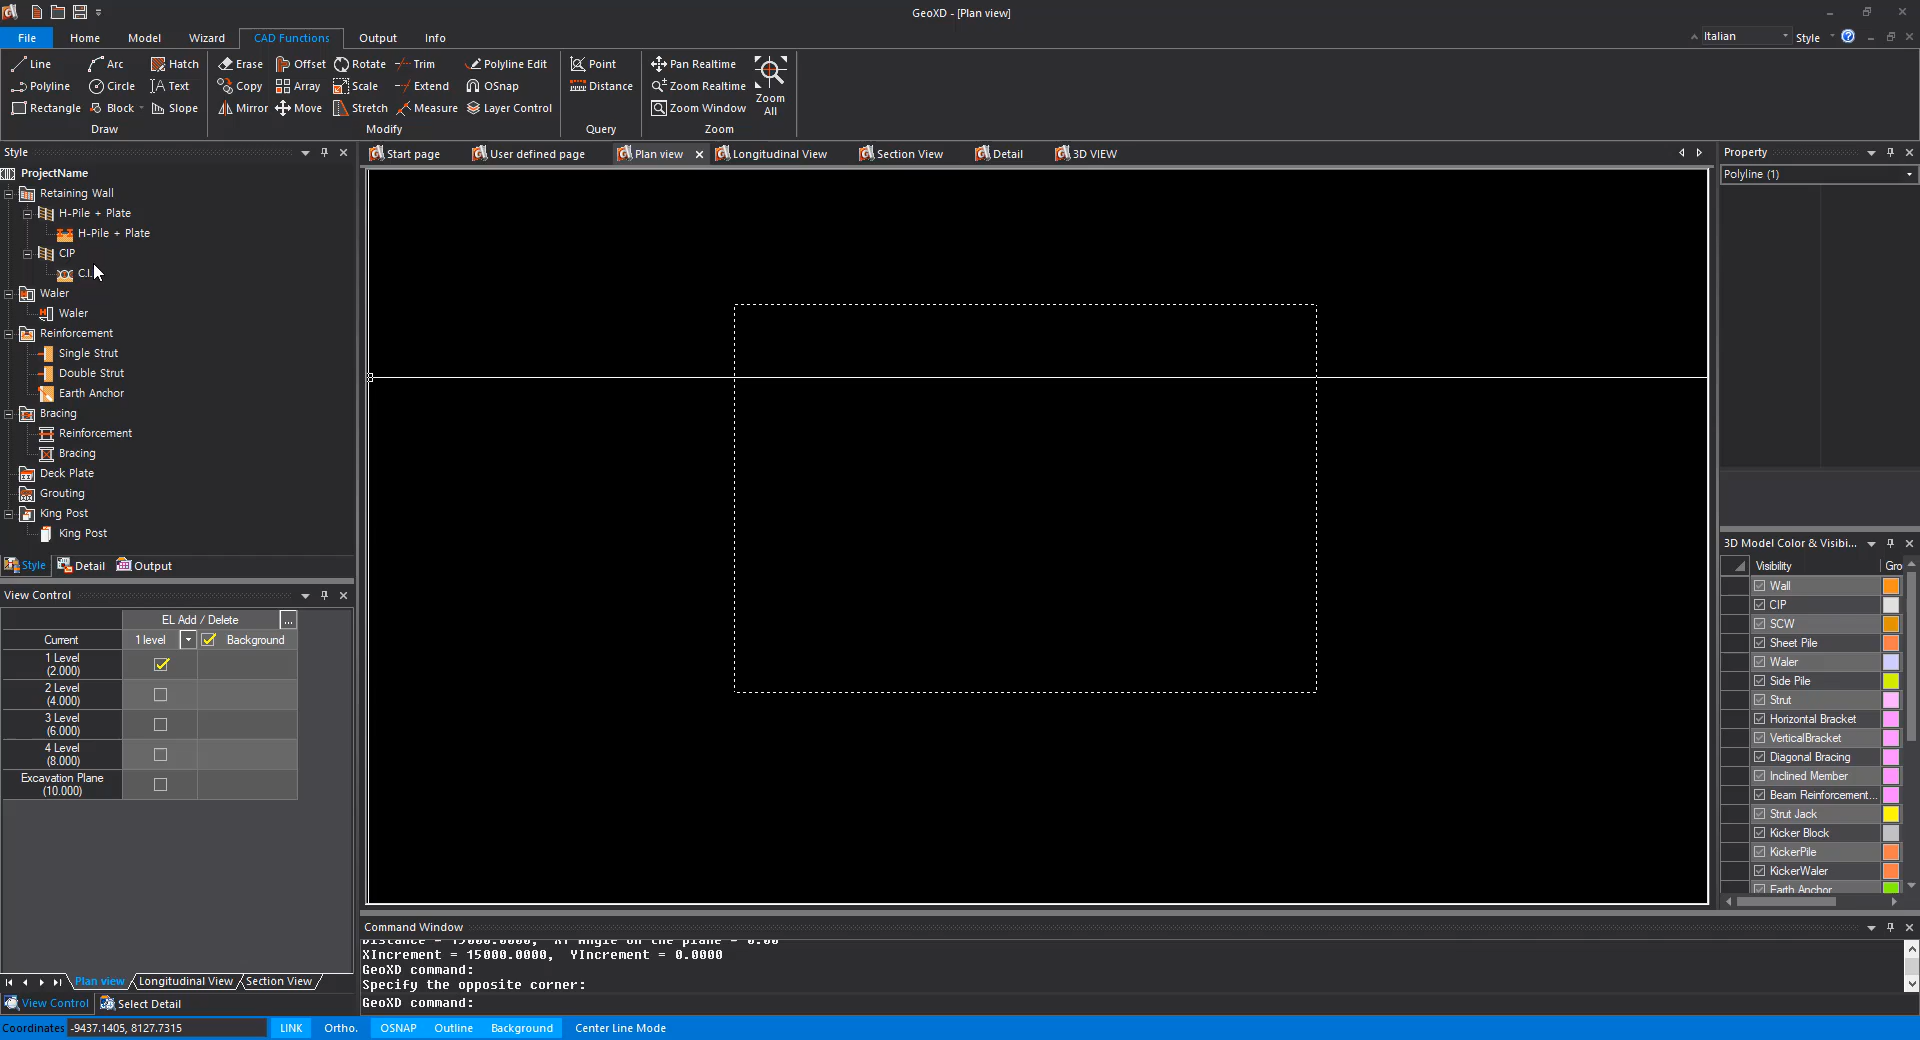 GeoXD - [Plan view]
File Home Model Wizard CAD Functions Output Info
Italian Style
Line Arc Hatch Erase Offset Rotate Trim Polyline Edit Point Pan Realtime
Polyline Circle Text Copy Array Scale Extend OSnap Distance Zoom Realtime
Rectangle Block Slope Mirror Move Stretch Measure Layer Control Zoom Window
Zoom All
Draw Modify Query Zoom
Style
Start page User defined page Plan view Longitudinal View Section View Detail 3D VIEW
Property
Polyline (1)
ProjectName
Retaining Wall
H-Pile + Plate
H-Pile + Plate
CIP
C.I.
Waler
Waler
Reinforcement
Single Strut
Double Strut
Earth Anchor
Bracing
Reinforcement
Bracing
Deck Plate
Grouting
King Post
King Post
Style Detail Output
View Control
EL Add / Delete ...
Current 1 level Background
1 Level
(2.000)
2 Level
(4.000)
3 Level
(6.000)
4 Level
(8.000)
Excavation Plane
(10.000)
Plan view Longitudinal View Section View
View Control Select Detail
3D Model Color & Visibi...
Visibility Gro
Wall
CIP
SCW
Sheet Pile
Waler
Side Pile
Strut
Horizontal Bracket
VerticalBracket
Diagonal Bracing
Inclined Member
Beam Reinforcement...
Strut Jack
Kicker Block
KickerPile
KickerWaler
Earth Anchor
Command Window
XIncrement = 15000.0000, YIncrement = 0.0000
GeoXD command:
Specify the opposite corner:
GeoXD command:
Coordinates -9437.1405, 8127.7315 LINK Ortho. OSNAP Outline Background Center Line Mode